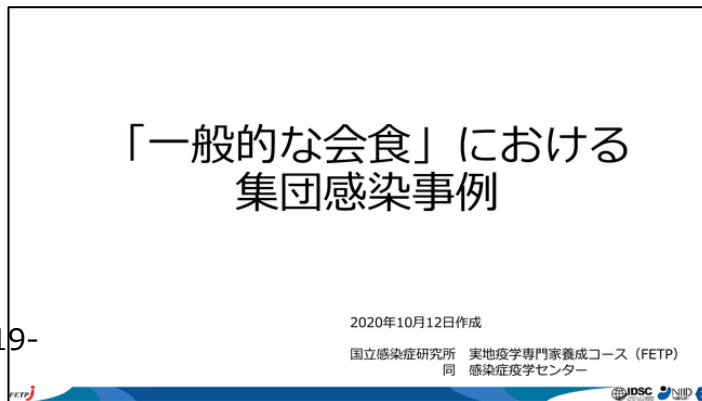 「一般的な会食」における
集団感染事例
2020年10月12日作成
19-
国立感染症研究所 実地疫学専門家養成コース（FETP）
同 感染症疫学センター
FETP
IDSC NIID